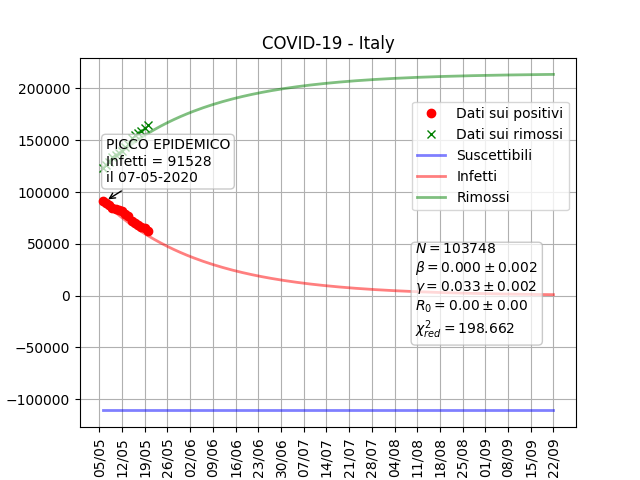 COVID-19 - Italy
200000
150000
100000
50000
0
−50000
−100000
PICCO EPIDEMICO
Infetti = 91528
il 07-05-2020
Dati sui positivi
Dati sui rimossi
Suscettibili
Infetti
Rimossi
N = 103748
β = 0.000 ± 0.002
γ = 0.033 ± 0.002
R₀ = 0.00 ± 0.00
χ²red = 198.662
05/05
12/05
19/05
26/05
02/06
09/06
16/06
23/06
30/06
07/07
14/07
21/07
28/07
04/08
11/08
18/08
25/08
01/09
08/09
15/09
22/09